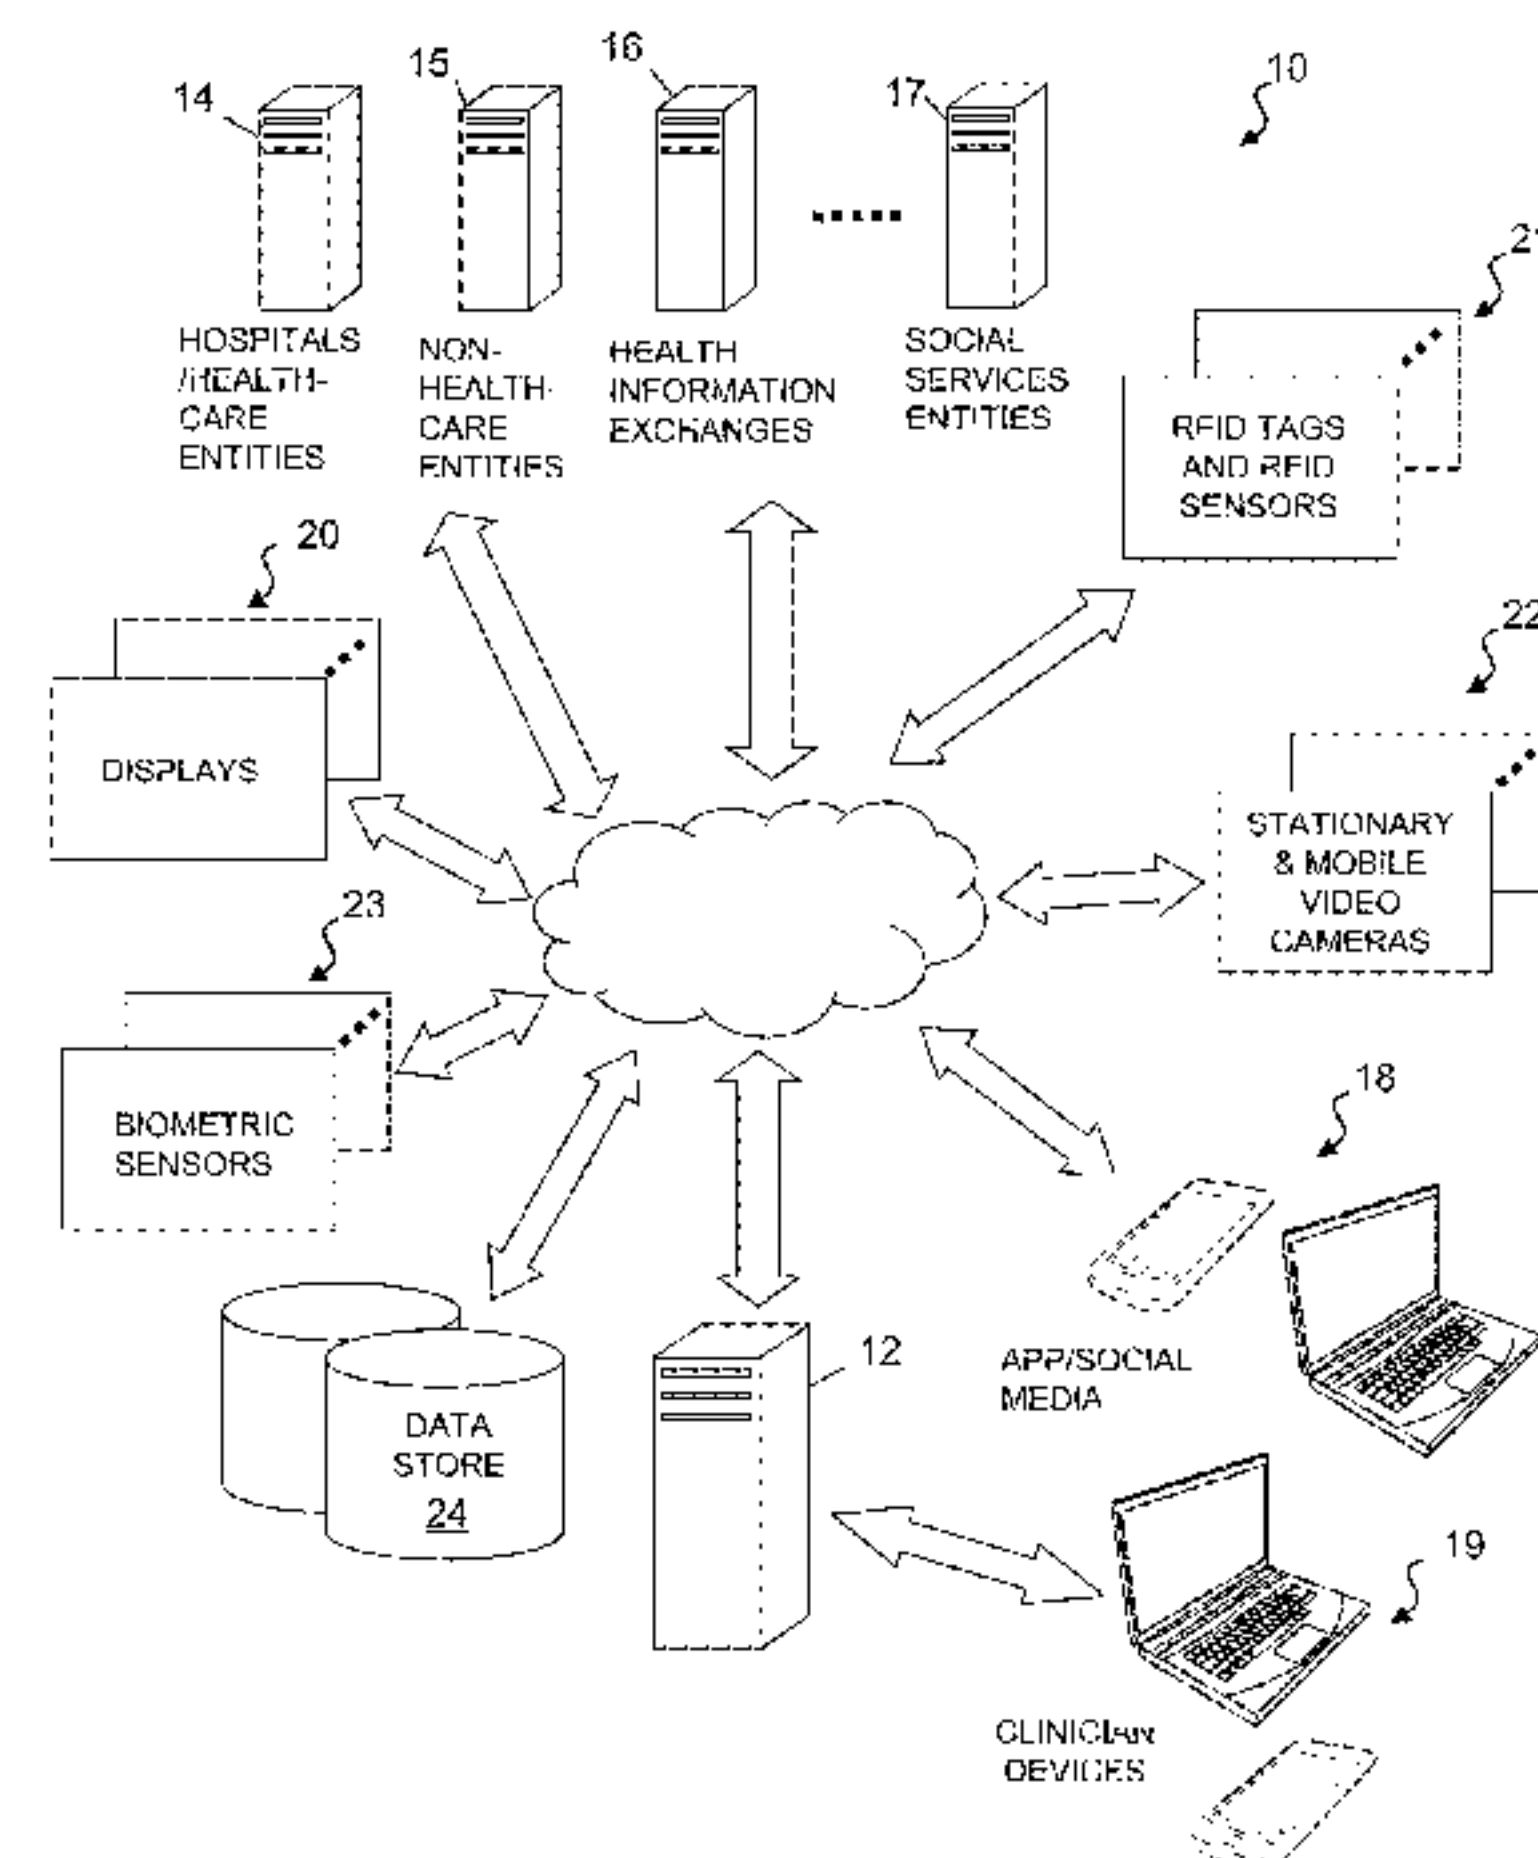 10
14
15
16
17
HOSPITALS
/HEALTH-
CARE
ENTITIES
NON-
HEALTH-
CARE
ENTITIES
HEALTH
INFORMATION
EXCHANGES
SOCIAL
SERVICES
ENTITIES
21
RFID TAGS
AND RFID
SENSORS
20
DISPLAYS
22
STATIONARY
& MOBILE
VIDEO
CAMERAS
23
BIOMETRIC
SENSORS
18
APP/SOCIAL
MEDIA
DATA
STORE
24
12
19
CLINICIAN
DEVICES